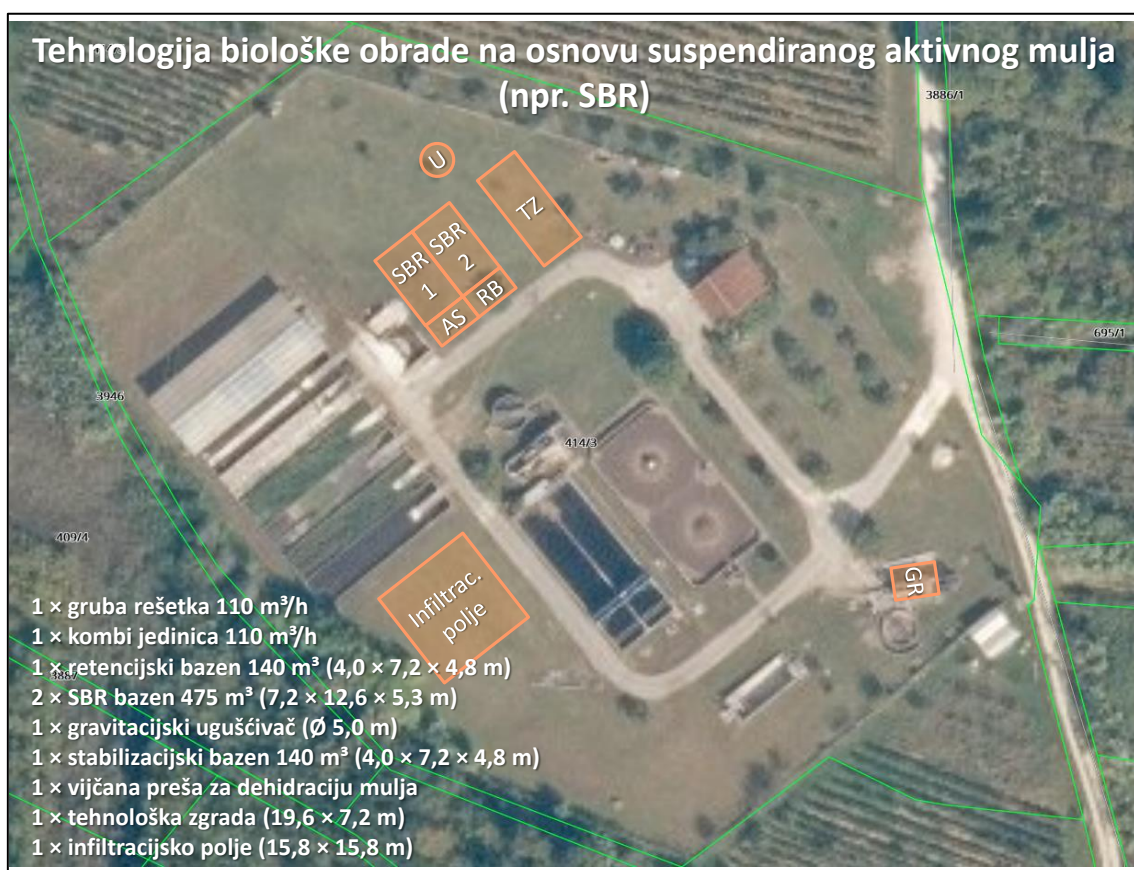 Tehnologija biološke obrade na osnovu suspendiranog aktivnog mulja
(npr. SBR)
3886/1
U
TZ
SBR
1
SBR
2
AS
RB
695/1
3946
414/3
409/4
GR
Infiltrac.
polje
3887
1 × gruba rešetka 110 m³/h
1 × kombi jedinica 110 m³/h
1 × retencijski bazen 140 m³ (4,0 × 7,2 × 4,8 m)
2 × SBR bazen 475 m³ (7,2 × 12,6 × 5,3 m)
1 × gravitacijski ugušćivač (Ø 5,0 m)
1 × stabilizacijski bazen 140 m³ (4,0 × 7,2 × 4,8 m)
1 × vijčana preša za dehidraciju mulja
1 × tehnološka zgrada (19,6 × 7,2 m)
1 × infiltracijsko polje (15,8 × 15,8 m)